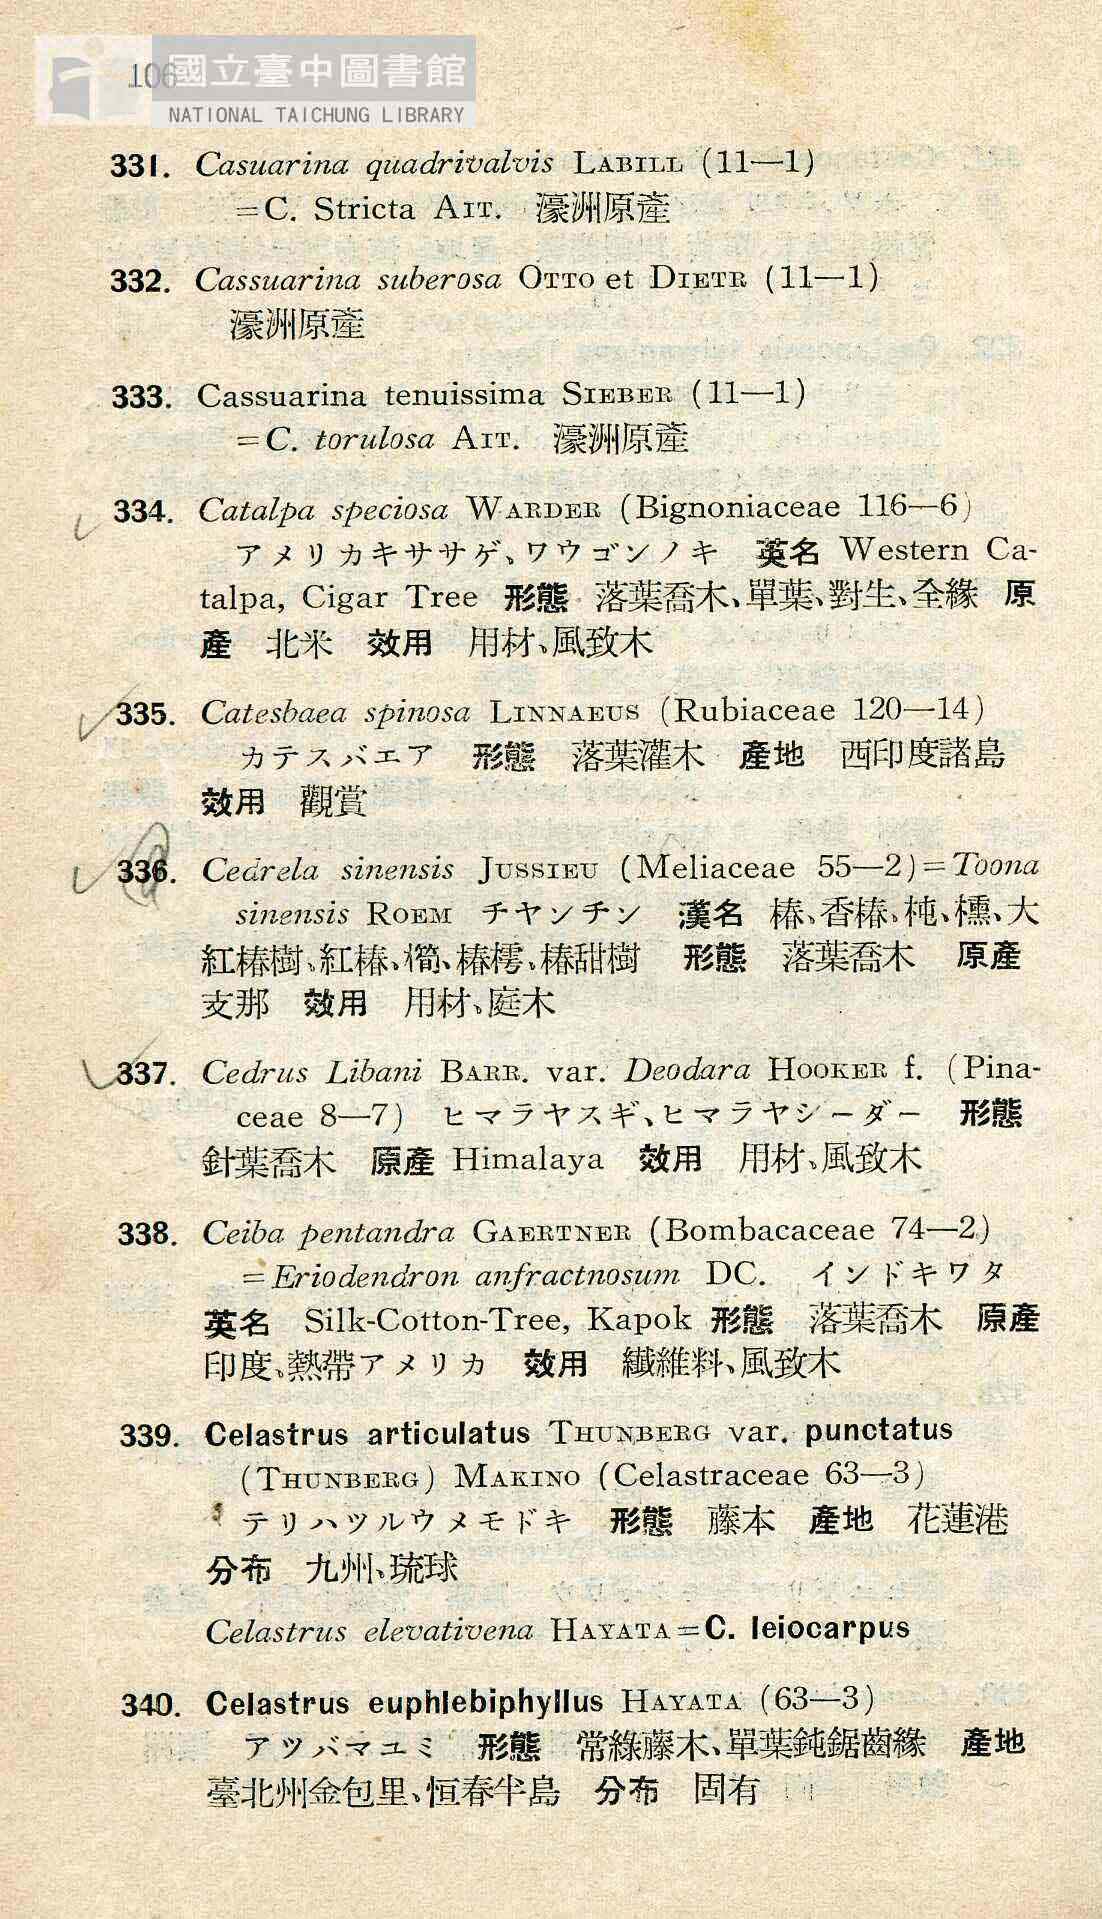 106
國立臺中圖書館
NATIONAL TAICHUNG LIBRARY
331. Casuarina quadrivalvis LABILL (11—1)
=C. Stricta AIT. 濠洲原產
332. Cassuarina suberosa OTTO et DIETR (11—1)
濠洲原產
333. Cassuarina tenuissima SIEBER (11—1)
=C. torulosa AIT. 濠洲原產
334. Catalpa speciosa WARDER (Bignoniaceae 116—6)
アメリカキササゲ、ワウゴンノキ 英名 Western Ca-
talpa, Cigar Tree 形態 落葉喬木、單葉、對生、全緣 原
產 北米 效用 用材、風致木
335. Catesbaea spinosa LINNAEUS (Rubiaceae 120—14)
カテスバエア 形態 落葉灌木 產地 西印度諸島
效用 觀賞
336. Cedrela sinensis JUSSIEU (Meliaceae 55—2)=Toona
sinensis ROEM チヤンチン 漢名 椿、香椿、杶、櫄、大
紅椿樹、紅椿、椿樗、椿甜樹 形態 落葉喬木 原產
支那 效用 用材、庭木
337. Cedrus Libani BARR. var. Deodara HOOKER f. (Pina-
ceae 8—7) ヒマラヤスギ、ヒマラヤシーダー 形態
針葉喬木 原產 Himalaya 效用 用材、風致木
338. Ceiba pentandra GAERTNER (Bombacaceae 74—2)
=Eriodendron anfractnosum DC. インドキワタ
英名 Silk-Cotton-Tree, Kapok 形態 落葉喬木 原產
印度、熱帶アメリカ 效用 纖維料、風致木
339. Celastrus articulatus THUNBERG var. punctatus
(THUNBERG) MAKINO (Celastraceae 63—3)
テリハツルウメモドキ 形態 藤本 產地 花蓮港
分布 九州、琉球
Celastrus elevativena HAYATA=C. leiocarpus
340. Celastrus euphlebiphyllus HAYATA (63—3)
アツバマユミ 形態 常綠藤木、單葉鈍鋸齒緣 產地
臺北州金包里、恒春半島 分布 固有